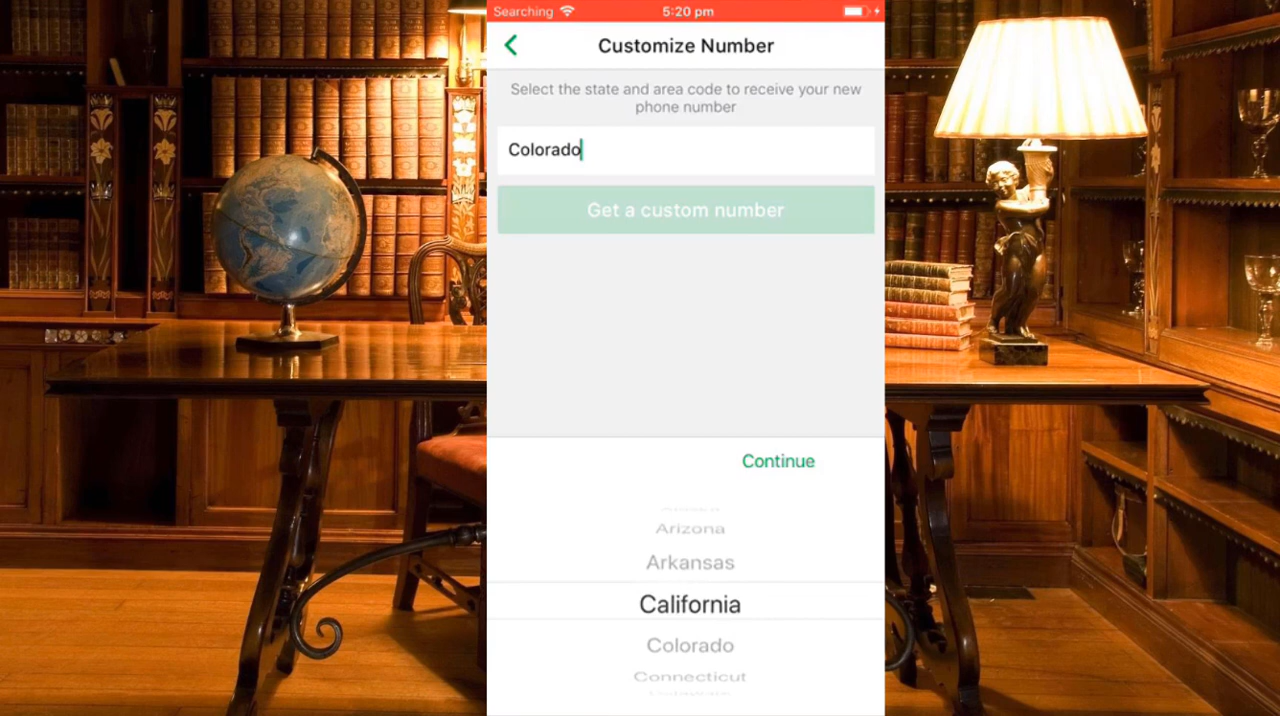 Searching
5:20 pm
Customize Number
Select the state and area code to receive your new
phone number
Colorado
Get a custom number
Continue
Arizona
Arkansas
California
Colorado
Connecticut